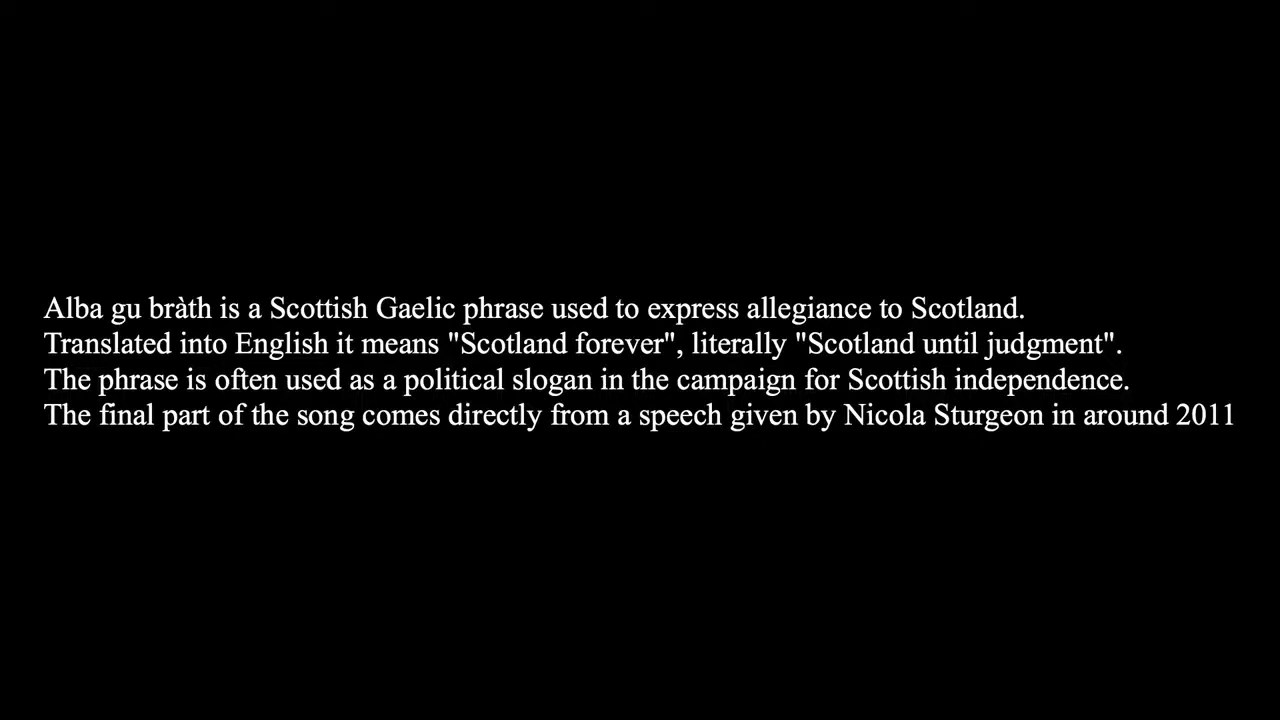 Alba gu bràth is a Scottish Gaelic phrase used to express allegiance to Scotland.
Translated into English it means "Scotland forever", literally "Scotland until judgment".
The phrase is often used as a political slogan in the campaign for Scottish independence.
The final part of the song comes directly from a speech given by Nicola Sturgeon in around 2011